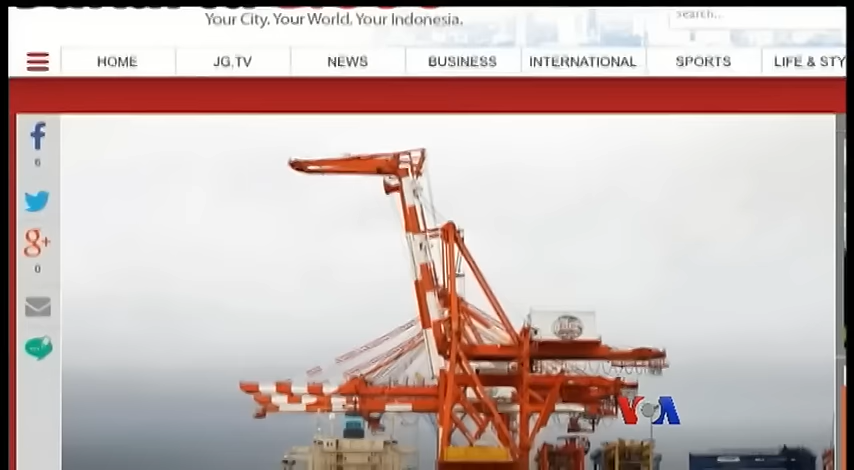 Your City. Your World. Your Indonesia.
search...
HOME JG.TV NEWS BUSINESS INTERNATIONAL SPORTS LIFE & STY
6
0
VOA